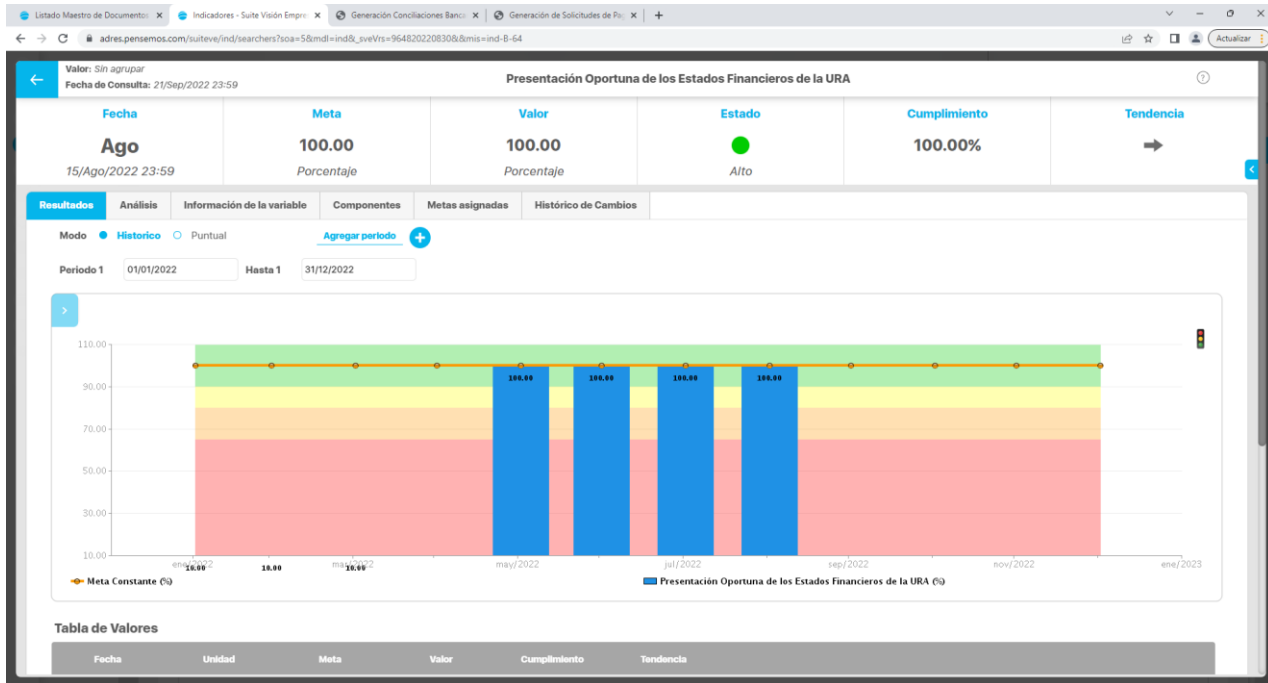 Listado Maestro de Documentos
Indicadores - Suite Visión Empre
Generación Conciliaciones Banca
Generación de Solicitudes de Pag
adres.pensemos.com/suiteve/ind/searchers?soa=5&mdl=ind&_sveVrs=964820220830&&mis=ind-B-64
Actualizar
Valor: Sin agrupar
Fecha de Consulta: 21/Sep/2022 23:59
Presentación Oportuna de los Estados Financieros de la URA
Fecha Meta Valor Estado Cumplimiento Tendencia
Ago 100.00 100.00 100.00%
15/Ago/2022 23:59 Porcentaje Porcentaje Alto
Resultados Análisis Información de la variable Componentes Metas asignadas Histórico de Cambios
Modo Historico Puntual Agregar periodo
Periodo 1 01/01/2022 Hasta 1 31/12/2022
110.00
90.00
100.00 100.00 100.00 100.00
70.00
50.00
30.00
10.00
ene/2022 mar/2022 may/2022 jul/2022 sep/2022 nov/2022 ene/2023
10.00 10.00 10.00
Meta Constante (%) Presentación Oportuna de los Estados Financieros de la URA (%)
Tabla de Valores
Fecha Unidad Meta Valor Cumplimiento Tendencia